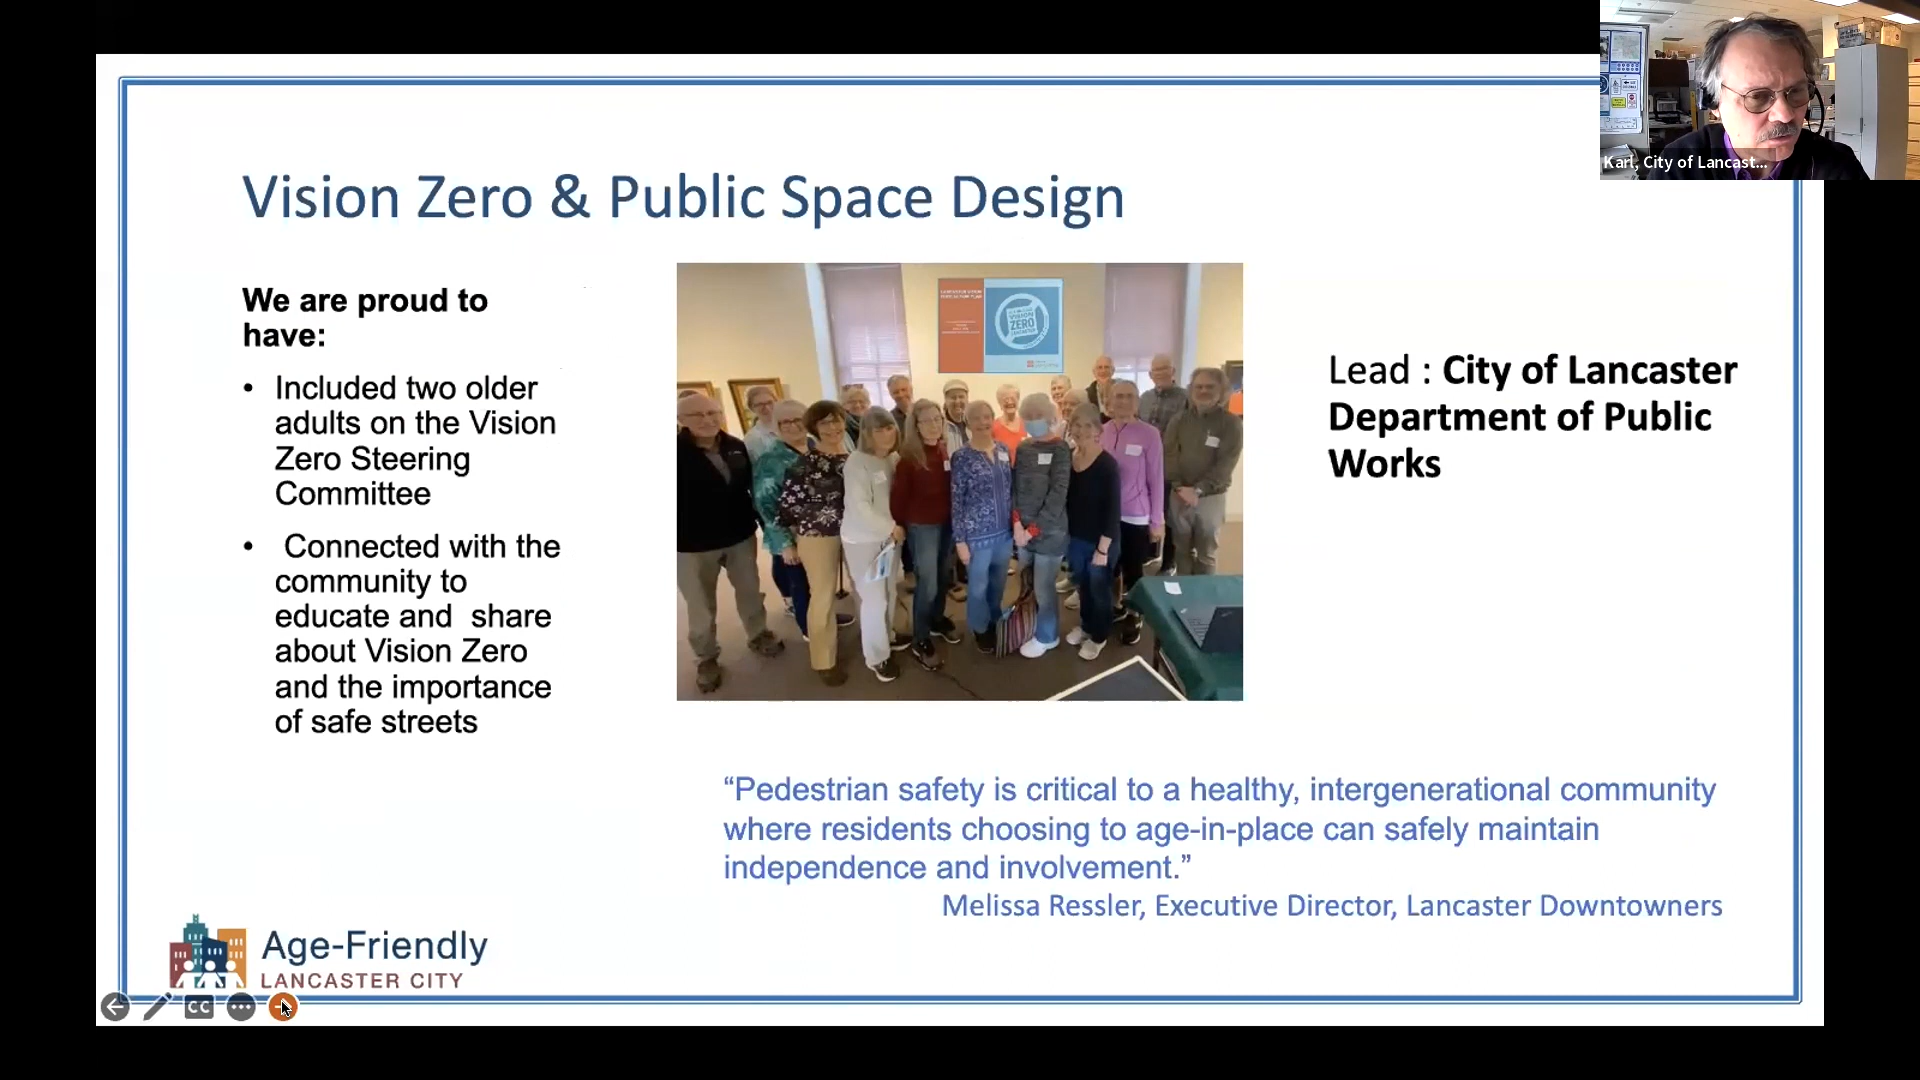 Karl, City of Lancast...
Vision Zero & Public Space Design
We are proud to
have:
• Included two older
adults on the Vision
Zero Steering
Committee
• Connected with the
community to
educate and share
about Vision Zero
and the importance
of safe streets
VISION
ZERO
Lead : City of Lancaster
Department of Public
Works
“Pedestrian safety is critical to a healthy, intergenerational community
where residents choosing to age-in-place can safely maintain
independence and involvement.”
Melissa Ressler, Executive Director, Lancaster Downtowners
Age-Friendly
LANCASTER CITY
CC